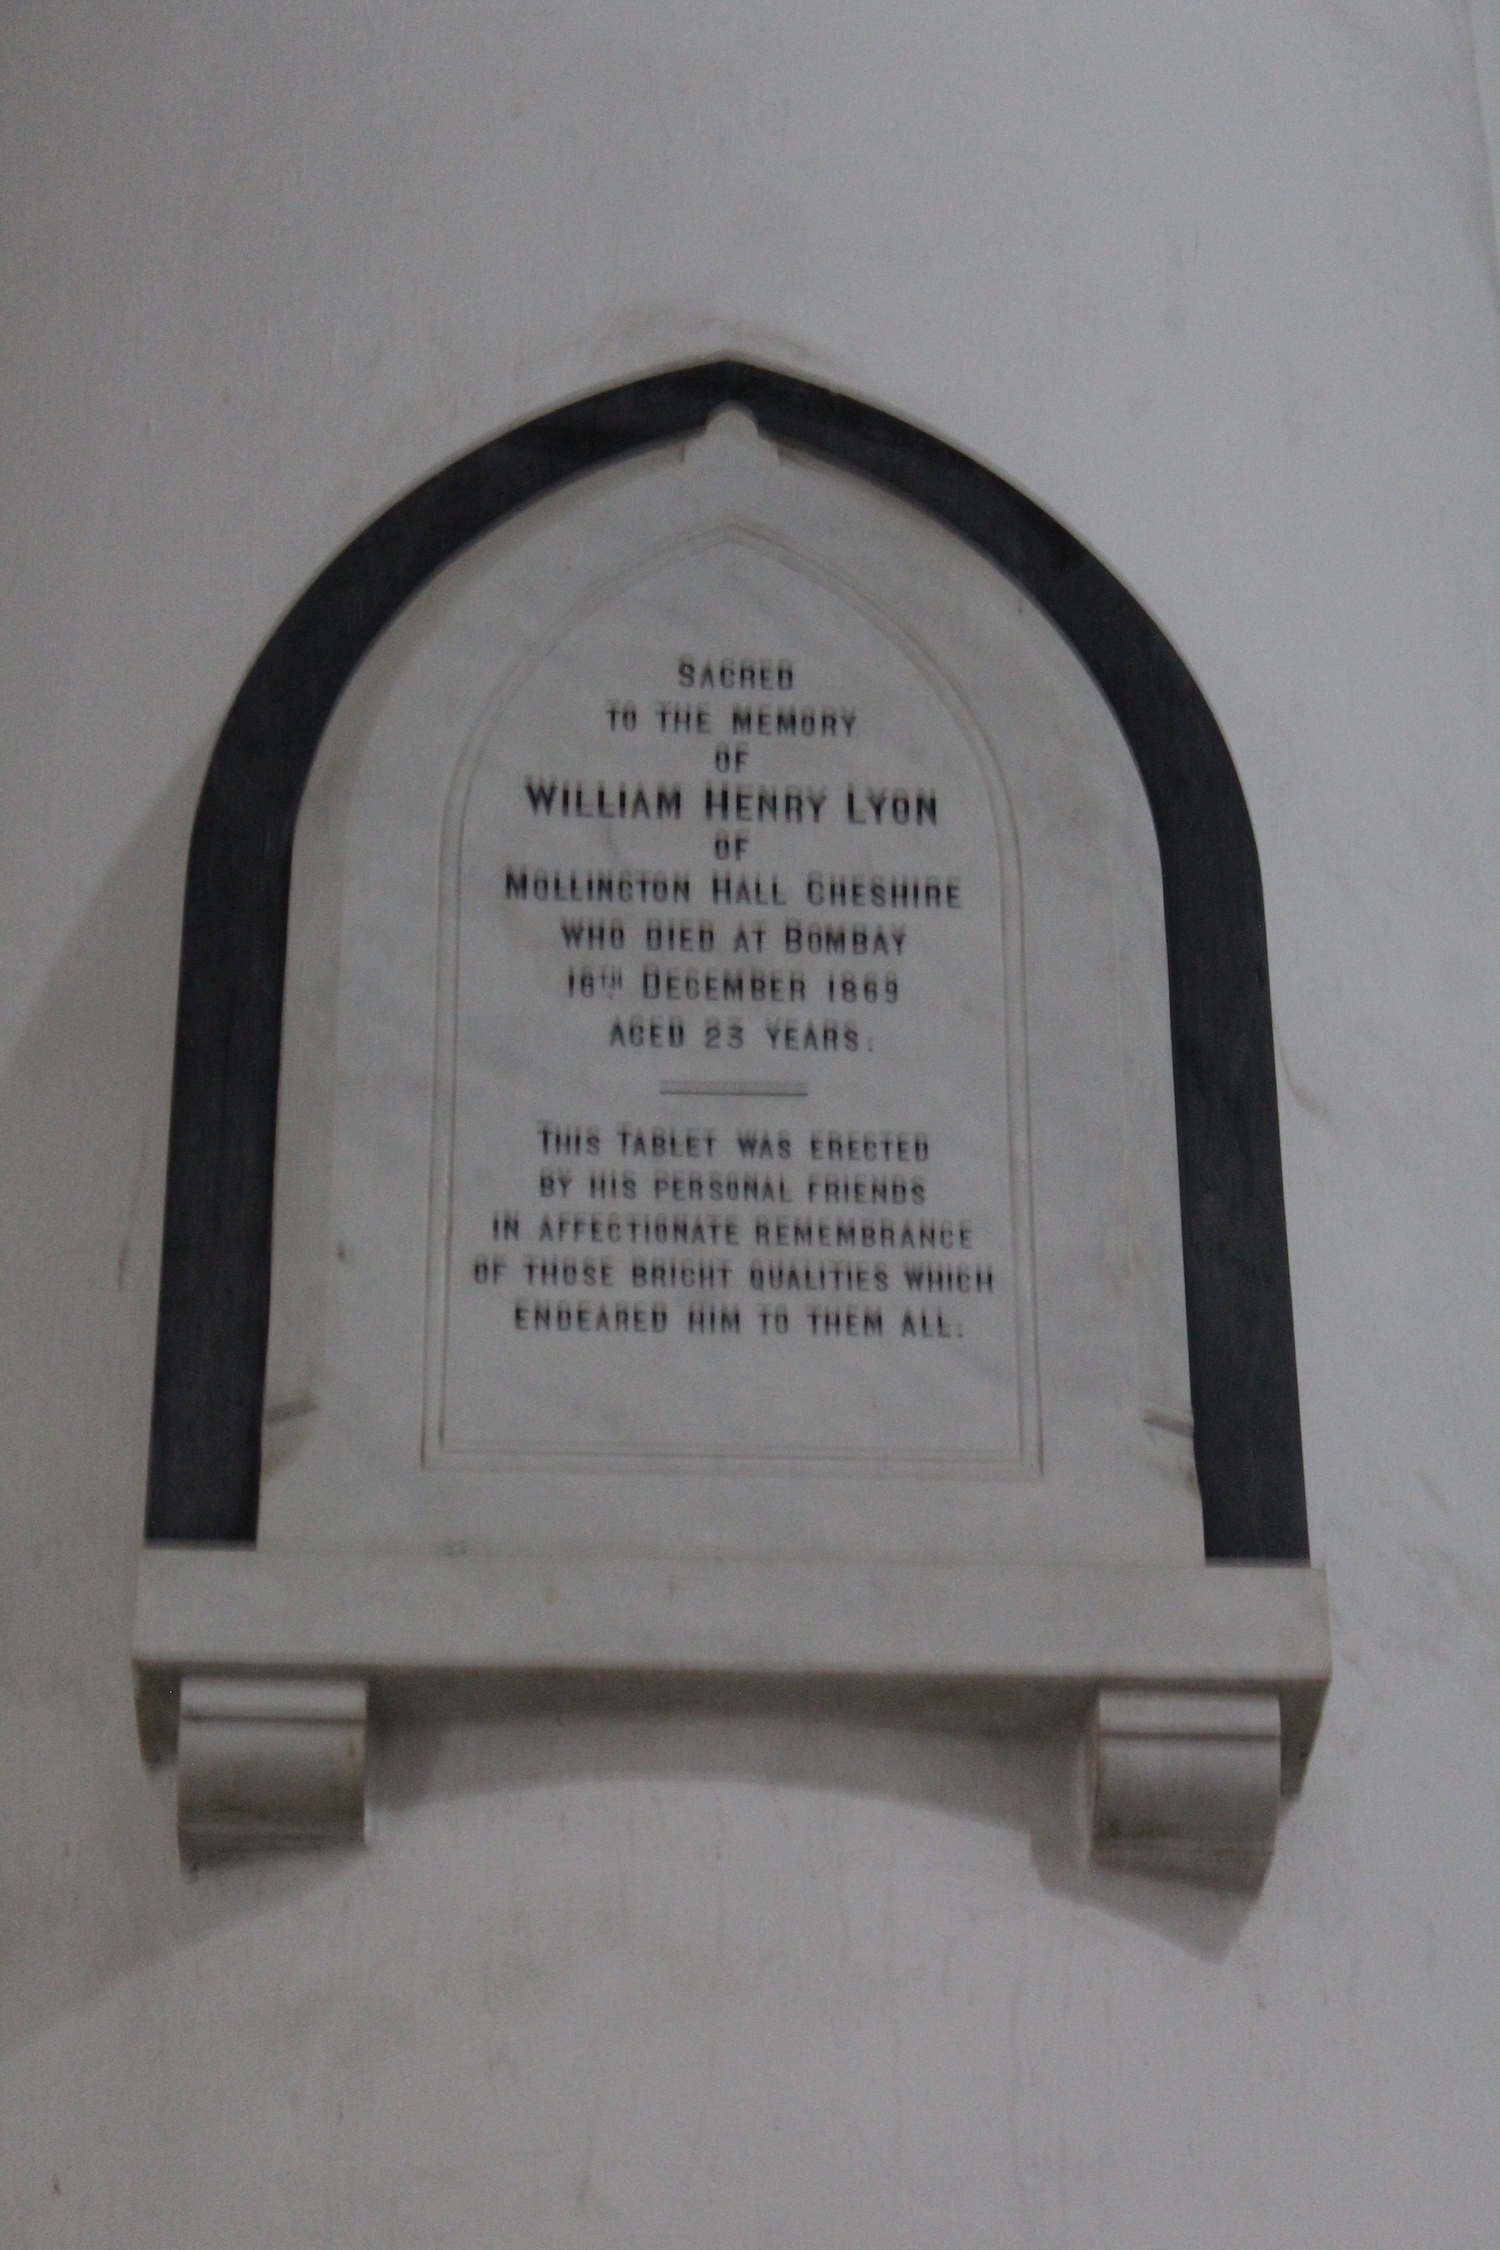 SACRED
TO THE MEMORY
OF
WILLIAM HENRY LYON
OF
MOLLINGTON HALL CHESHIRE
WHO DIED AT BOMBAY
16TH DECEMBER 1869
AGED 23 YEARS.
THIS TABLET WAS ERECTED
BY HIS PERSONAL FRIENDS
IN AFFECTIONATE REMEMBRANCE
OF THOSE BRIGHT QUALITIES WHICH
ENDEARED HIM TO THEM ALL.